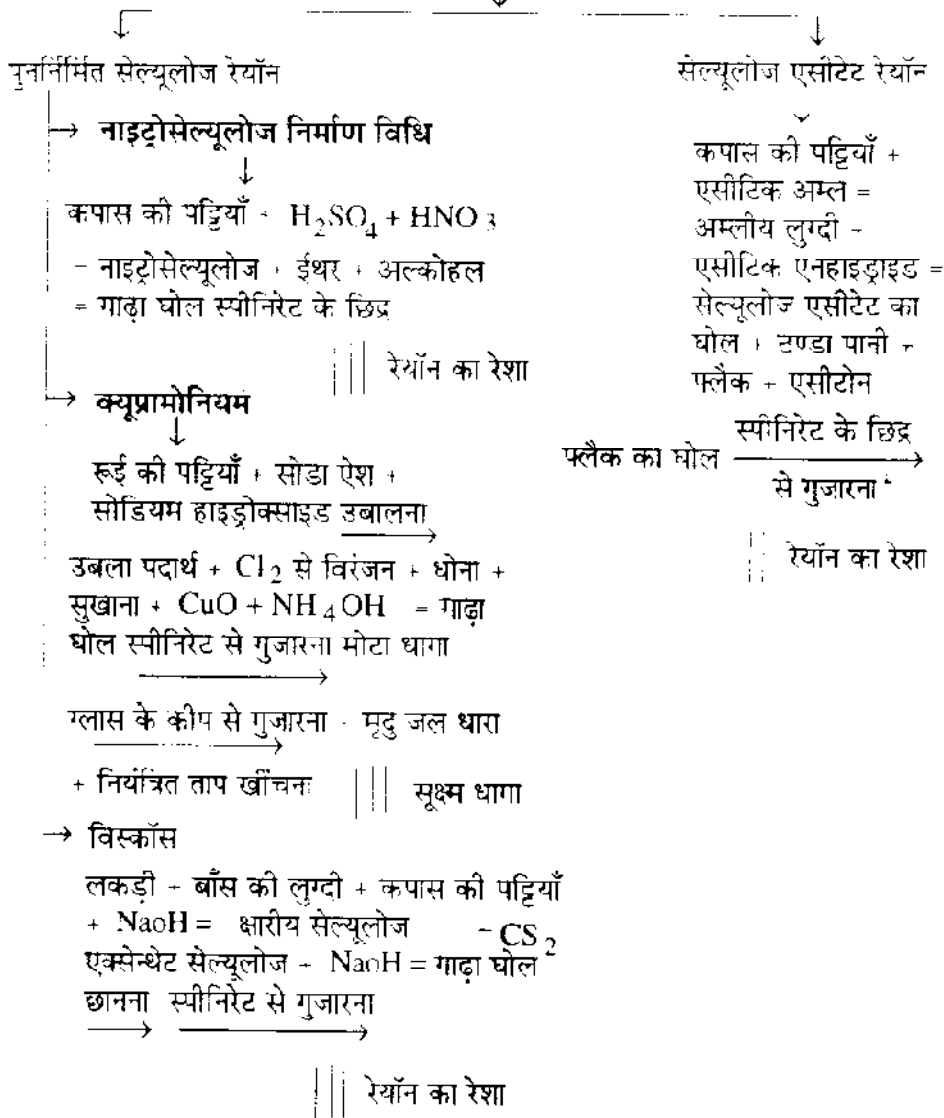 पुनर्निर्मित सेल्यूलोज रेयॉन
→ नाइट्रोसेल्यूलोज निर्माण विधि
कपास की पट्टियाँ + H₂SO₄ + HNO₃
- नाइट्रोसेल्यूलोज + ईथर + अल्कोहल
= गाढ़ा घोल स्पीनिरेट के छिद्र
रेयॉन का रेशा
→ क्यूप्रामोनियम
रूई की पट्टियाँ + सोडा ऐश +
सोडियम हाइड्रोक्साइड उबालना
उबला पदार्थ + Cl₂ से विरंजन + धोना +
सुखाना + CuO + NH₄OH = गाढ़ा
घोल स्पीनिरेट से गुजारना मोटा धागा
ग्लास के कीप से गुजारना - मृदु जल धारा
+ नियंत्रित ताप खींचना
सूक्ष्म धागा
→ विस्कॉस
लकड़ी - बाँस की लुग्दी + कपास की पट्टियाँ
+ NaoH = क्षारीय सेल्यूलोज - CS₂
एक्सेन्थेट सेल्यूलोज - NaoH = गाढ़ा घोल
छानना स्पीनिरेट से गुजारना
रेयॉन का रेशा
सेल्यूलोज एसीटेट रेयॉन
कपास की पट्टियाँ +
एसीटिक अम्ल =
अम्लीय लुग्दी -
एसीटिक एनहाइड्राइड =
सेल्यूलोज एसीटेट का
घोल + टण्डा पानी -
फ्लैक + एसीटोन
फ्लैक का घोल स्पीनिरेट के छिद्र
से गुजारना
रेयॉन का रेशा